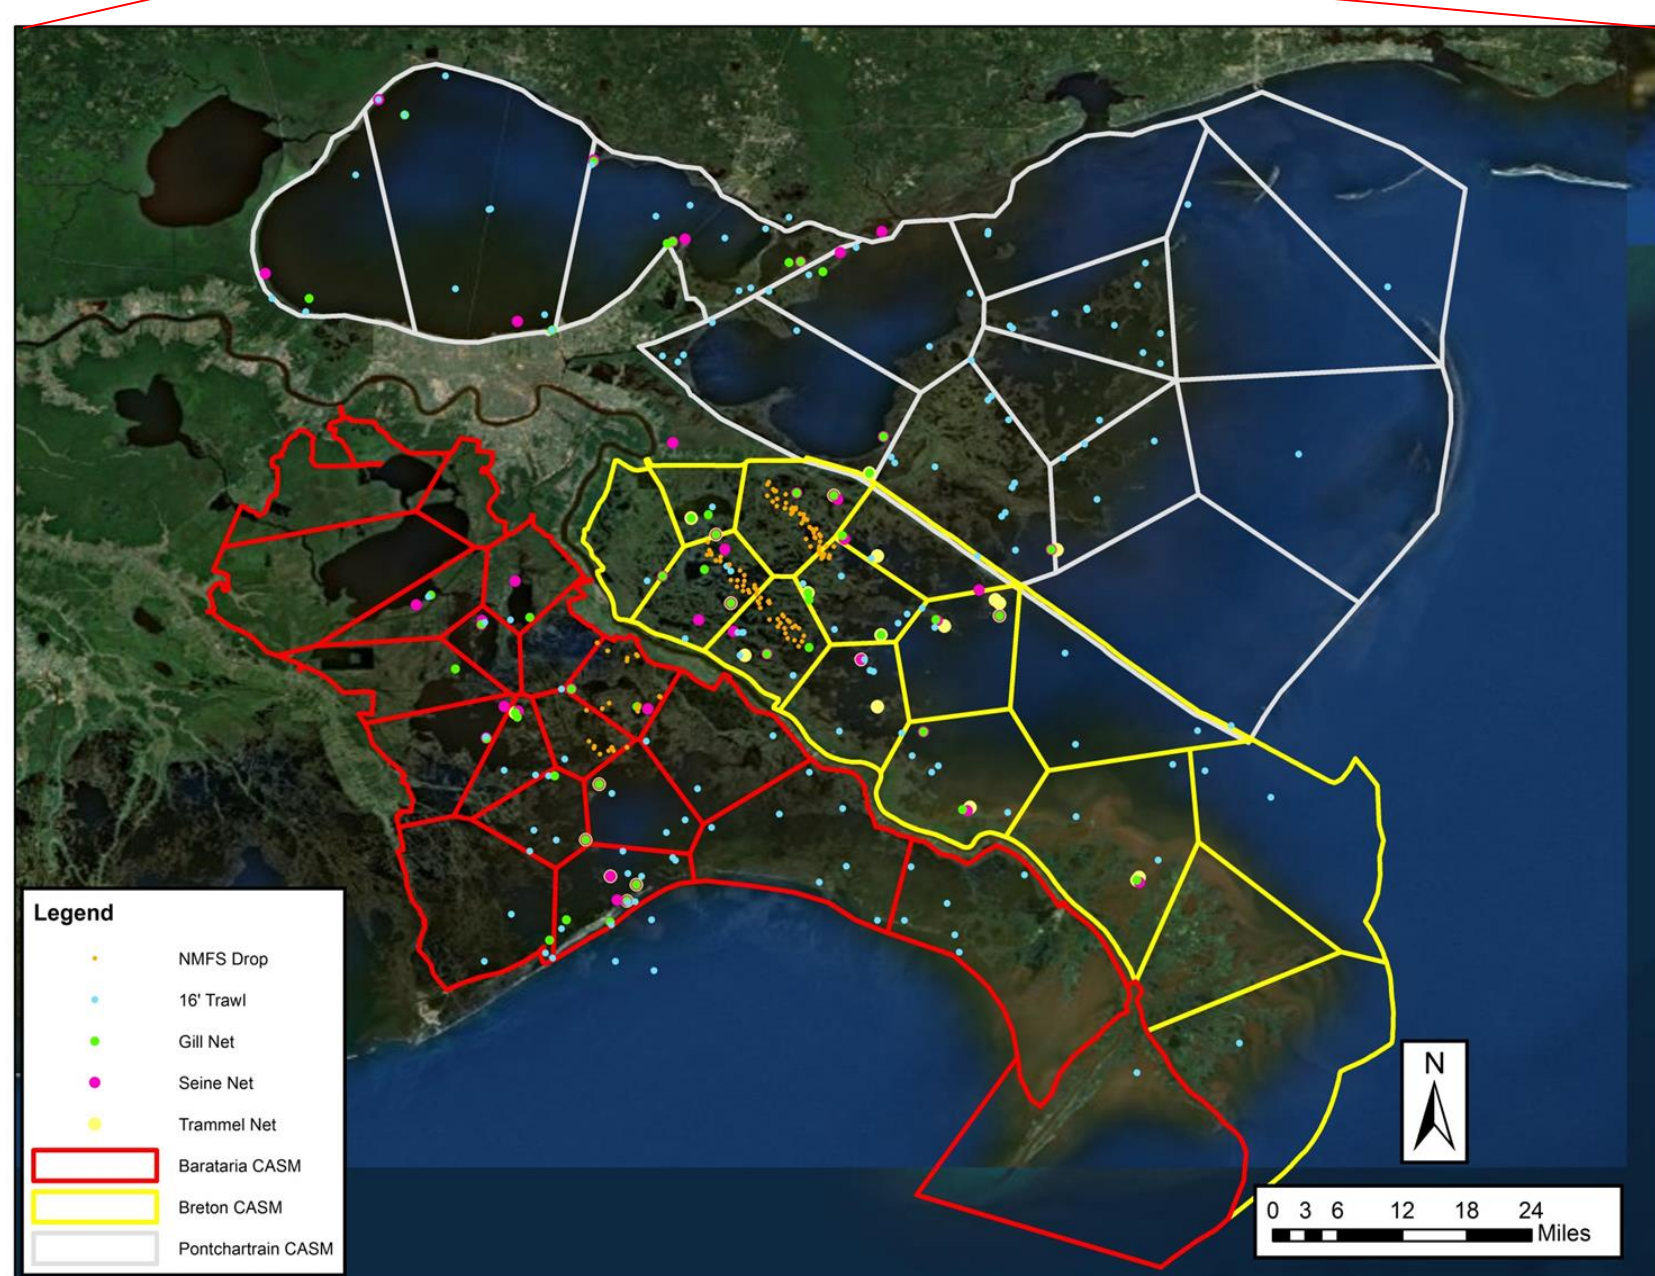 Legend
NMFS Drop
16' Trawl
Gill Net
Seine Net
Trammel Net
Barataria CASM
Breton CASM
Pontchartrain CASM
N
0 3 6 12 18 24
Miles